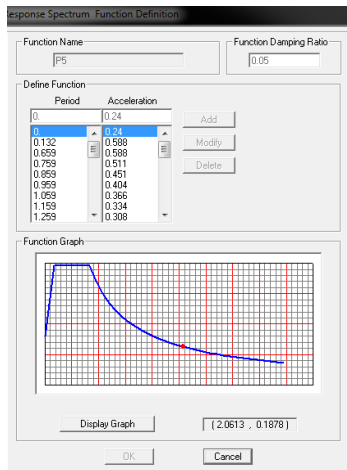 Response Spectrum Function Definition
Function Name
Function Damping Ratio
P5
0.05
Define Function
Period Acceleration
0. 0.24
0. 0.24
0.132 0.588
0.659 0.588
0.759 0.511
0.859 0.451
0.959 0.404
1.059 0.366
1.159 0.334
1.259 0.308
Add
Modify
Delete
Function Graph
Display Graph
( 2.0613 , 0.1878 )
OK
Cancel